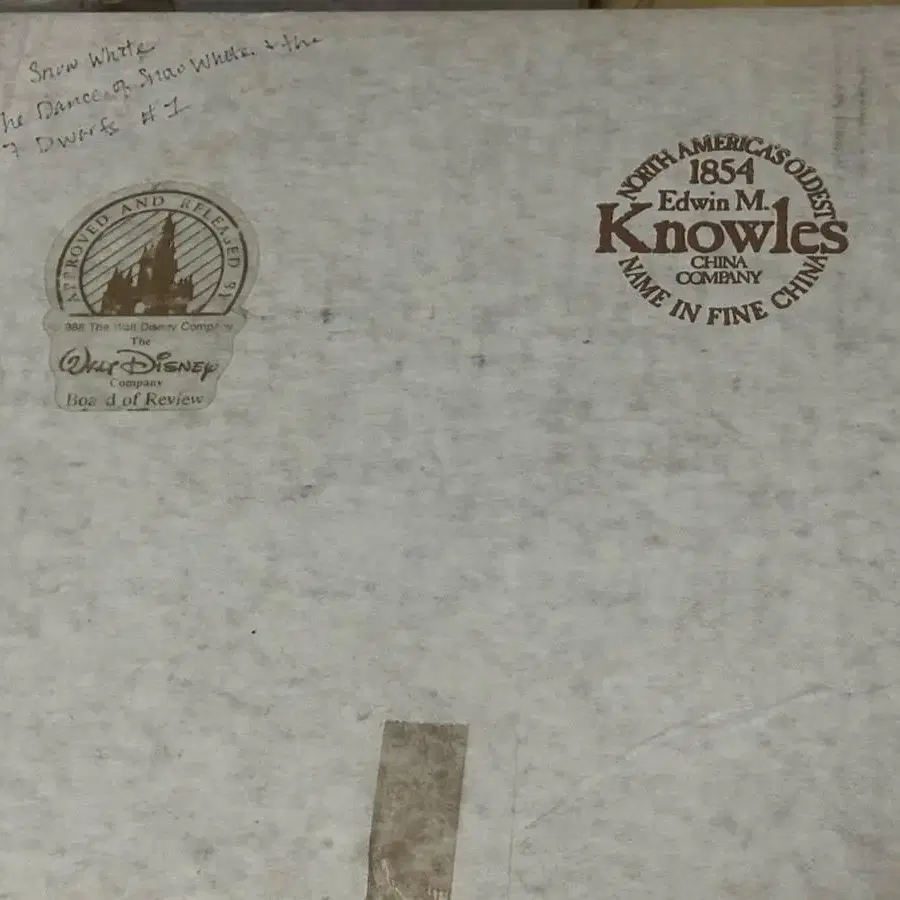 Snow White
he Dance of Snow White & the
7 Dwarfs #1
APPROVED AND RELEASED BY
988 The Walt Disney Company
The
Walt Disney
Company
Boa d of Review
NORTH AMERICA'S OLDEST
1854
Edwin M.
Knowles
CHINA
COMPANY
NAME IN FINE CHINA